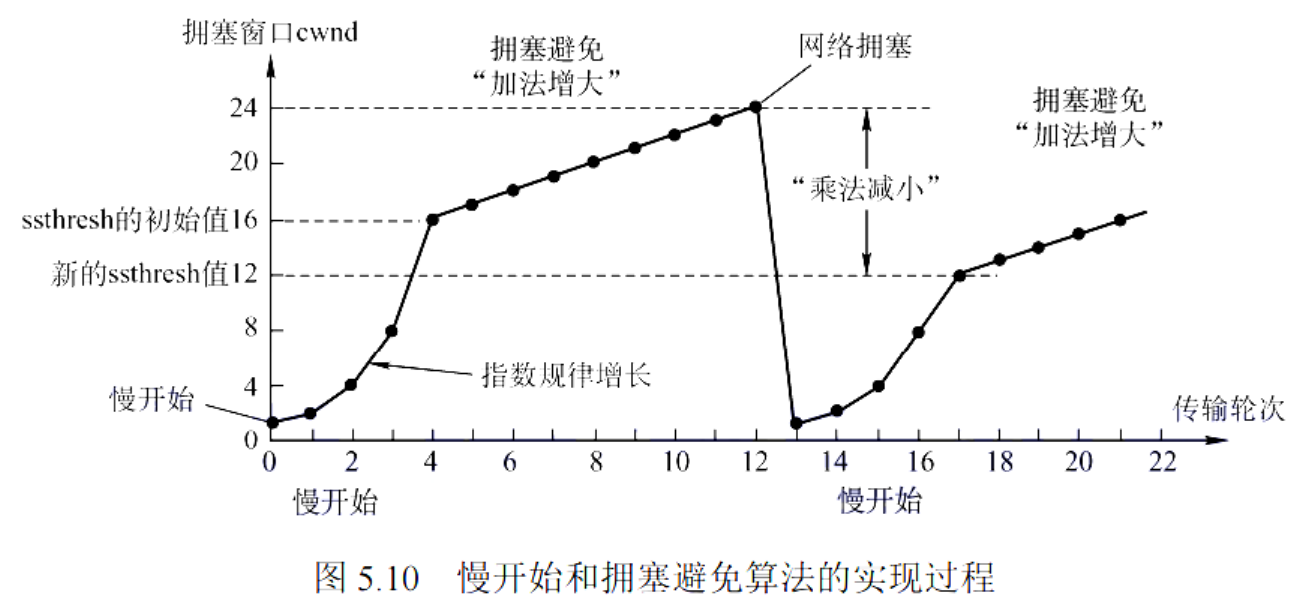 拥塞窗口cwnd
拥塞避免
“加法增大”
网络拥塞
拥塞避免
“加法增大”
24
20
“乘法减小”
ssthresh的初始值16
新的ssthresh值12
8
指数规律增长
4
慢开始
传输轮次
0
0 2 4 6 8 10 12 14 16 18 20 22
慢开始
慢开始
图 5.10 慢开始和拥塞避免算法的实现过程